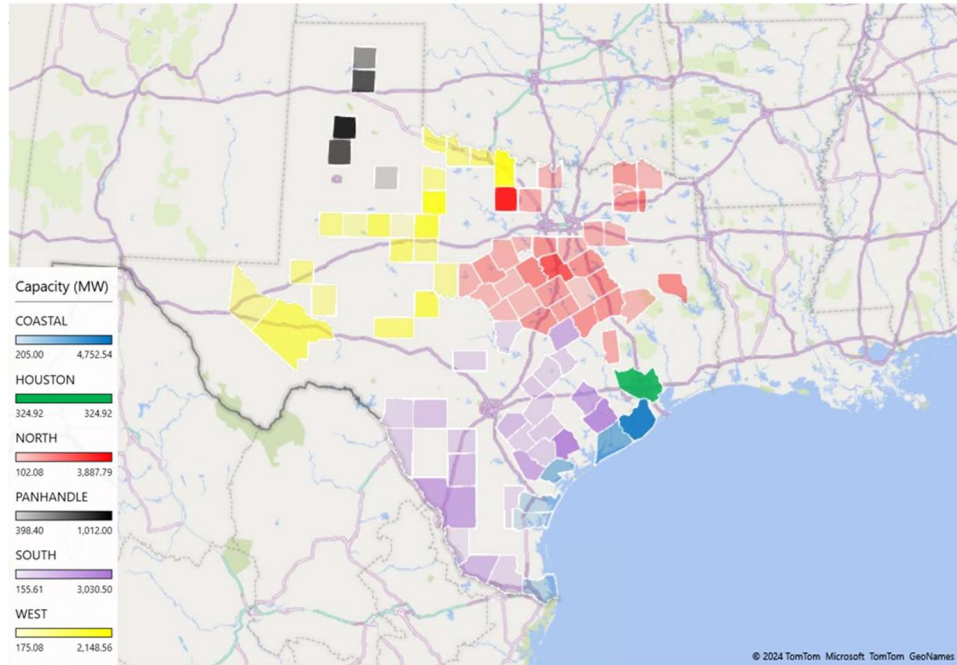 Capacity (MW)
COASTAL
205.00 4,752.54
HOUSTON
324.92 324.92
NORTH
102.08 3,887.79
PANHANDLE
398.40 1,012.00
SOUTH
155.61 3,030.50
WEST
175.08 2,148.56
© 2024 TomTom Microsoft TomTom GeoNames